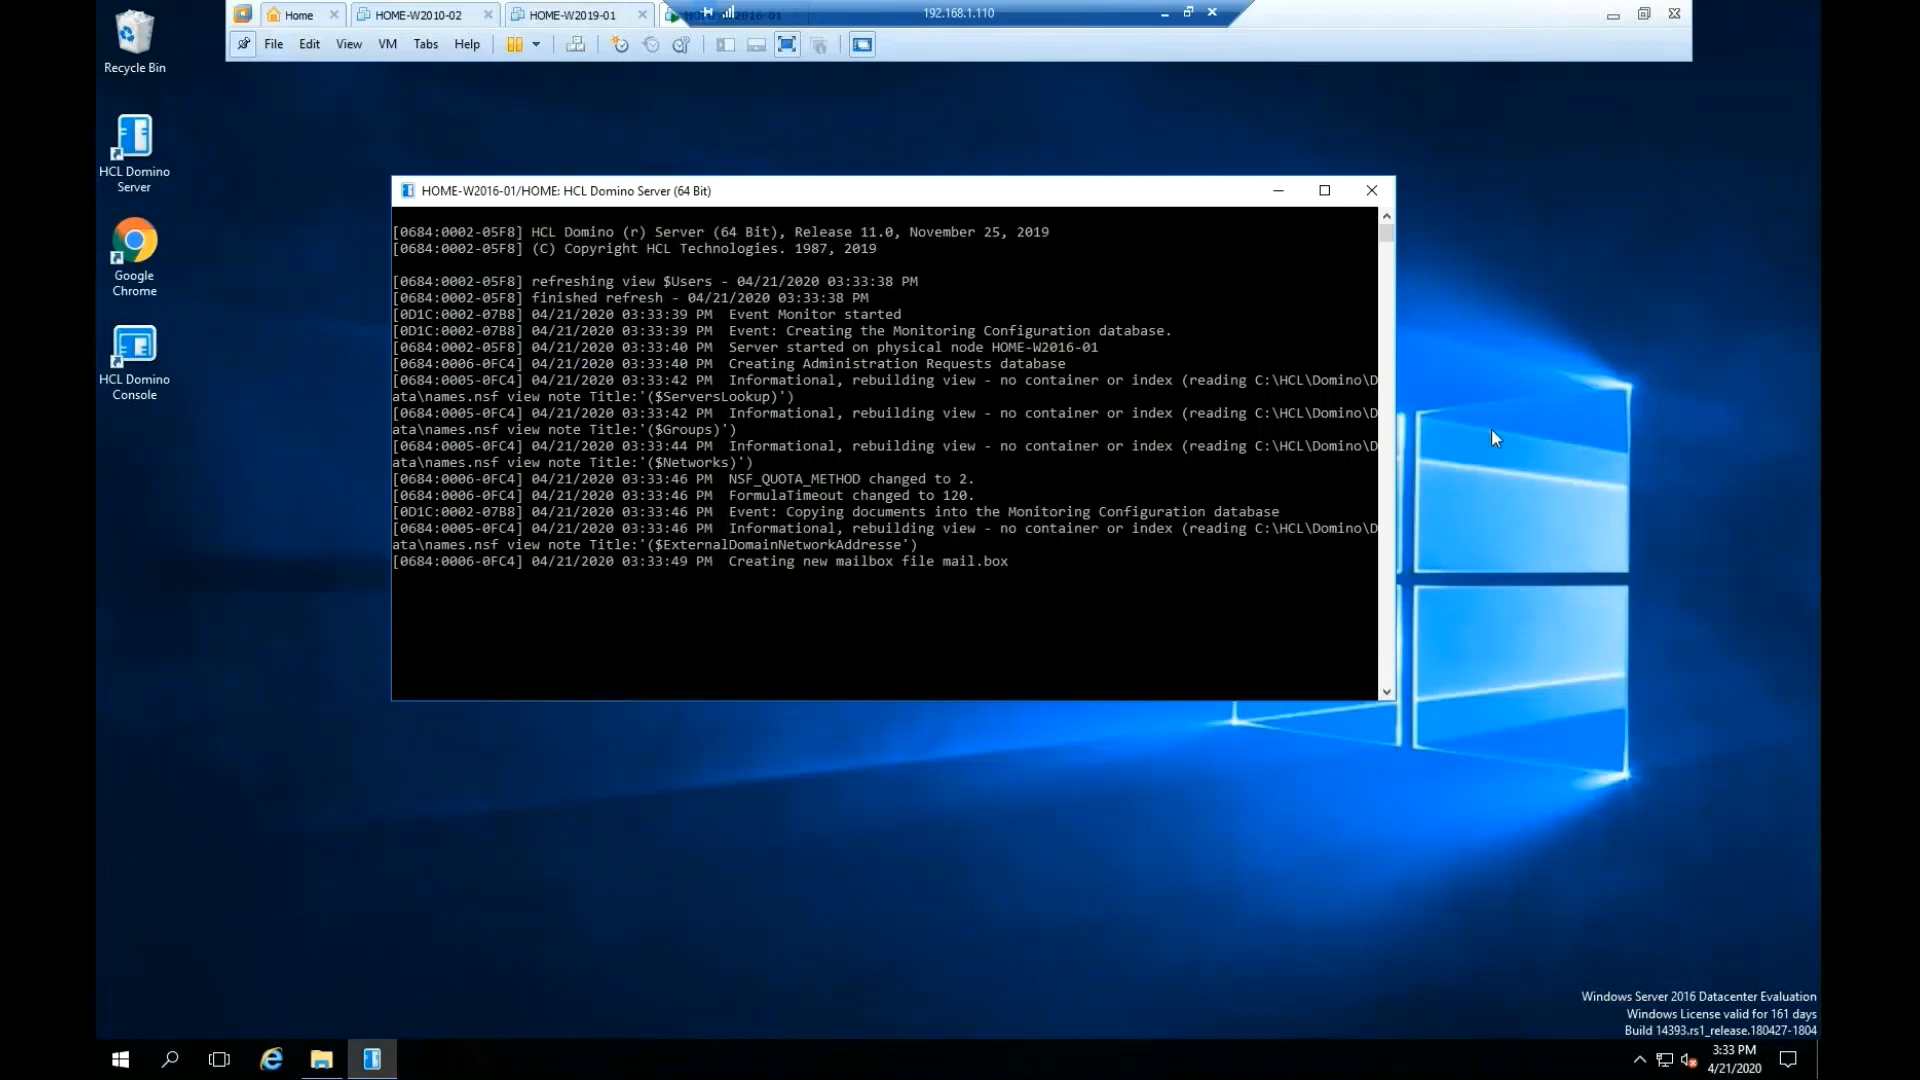 Home
HOME-W2010-02
HOME-W2019-01
HOME-W2016-01
192.168.1.110
File Edit View VM Tabs Help
Recycle Bin
HCL Domino
Server
Google
Chrome
HCL Domino
Console
HOME-W2016-01/HOME: HCL Domino Server (64 Bit)
[0684:0002-05F8] HCL Domino (r) Server (64 Bit), Release 11.0, November 25, 2019
[0684:0002-05F8] (C) Copyright HCL Technologies. 1987, 2019
[0684:0002-05F8] refreshing view $Users - 04/21/2020 03:33:38 PM
[0684:0002-05F8] finished refresh - 04/21/2020 03:33:38 PM
[0D1C:0002-07B8] 04/21/2020 03:33:39 PM  Event Monitor started
[0D1C:0002-07B8] 04/21/2020 03:33:39 PM  Event: Creating the Monitoring Configuration database.
[0684:0002-05F8] 04/21/2020 03:33:40 PM  Server started on physical node HOME-W2016-01
[0684:0006-0FC4] 04/21/2020 03:33:40 PM  Creating Administration Requests database
[0684:0005-0FC4] 04/21/2020 03:33:42 PM  Informational, rebuilding view - no container or index (reading C:\HCL\Domino\D
ata\names.nsf view note Title:'($ServersLookup)')
[0684:0005-0FC4] 04/21/2020 03:33:42 PM  Informational, rebuilding view - no container or index (reading C:\HCL\Domino\D
ata\names.nsf view note Title:'($Groups)')
[0684:0005-0FC4] 04/21/2020 03:33:44 PM  Informational, rebuilding view - no container or index (reading C:\HCL\Domino\D
ata\names.nsf view note Title:'($Networks)')
[0684:0006-0FC4] 04/21/2020 03:33:46 PM  NSF_QUOTA_METHOD changed to 2.
[0684:0006-0FC4] 04/21/2020 03:33:46 PM  FormulaTimeout changed to 120.
[0D1C:0002-07B8] 04/21/2020 03:33:46 PM  Event: Copying documents into the Monitoring Configuration database
[0684:0005-0FC4] 04/21/2020 03:33:46 PM  Informational, rebuilding view - no container or index (reading C:\HCL\Domino\D
ata\names.nsf view note Title:'($ExternalDomainNetworkAddresse')
[0684:0006-0FC4] 04/21/2020 03:33:49 PM  Creating new mailbox file mail.box
Windows Server 2016 Datacenter Evaluation
Windows License valid for 161 days
Build 14393.rs1_release.180427-1804
3:33 PM
4/21/2020